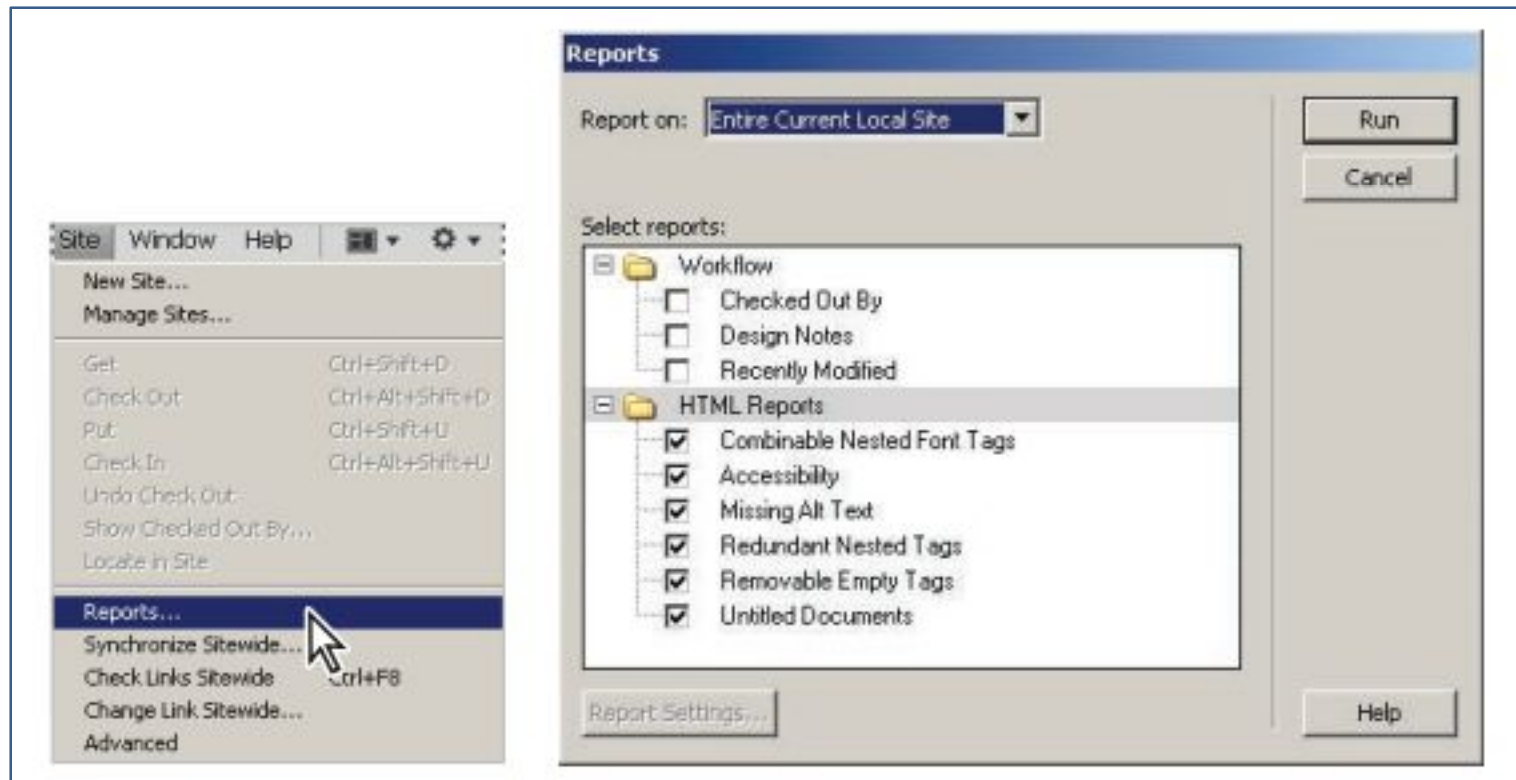 Site Window Help
New Site...
Manage Sites...
Get Ctrl+Shift+D
Check Out Ctrl+Alt+Shift+D
Put Ctrl+Shift+U
Check In Ctrl+Alt+Shift+U
Undo Check Out
Show Checked Out By...
Locate in Site
Reports...
Synchronize Sitewide...
Check Links Sitewide Ctrl+F8
Change Link Sitewide...
Advanced
Reports
Report on: Entire Current Local Site
Run
Cancel
Select reports:
Workflow
Checked Out By
Design Notes
Recently Modified
HTML Reports
Combinable Nested Font Tags
Accessibility
Missing Alt Text
Redundant Nested Tags
Removable Empty Tags
Untitled Documents
Report Settings...
Help